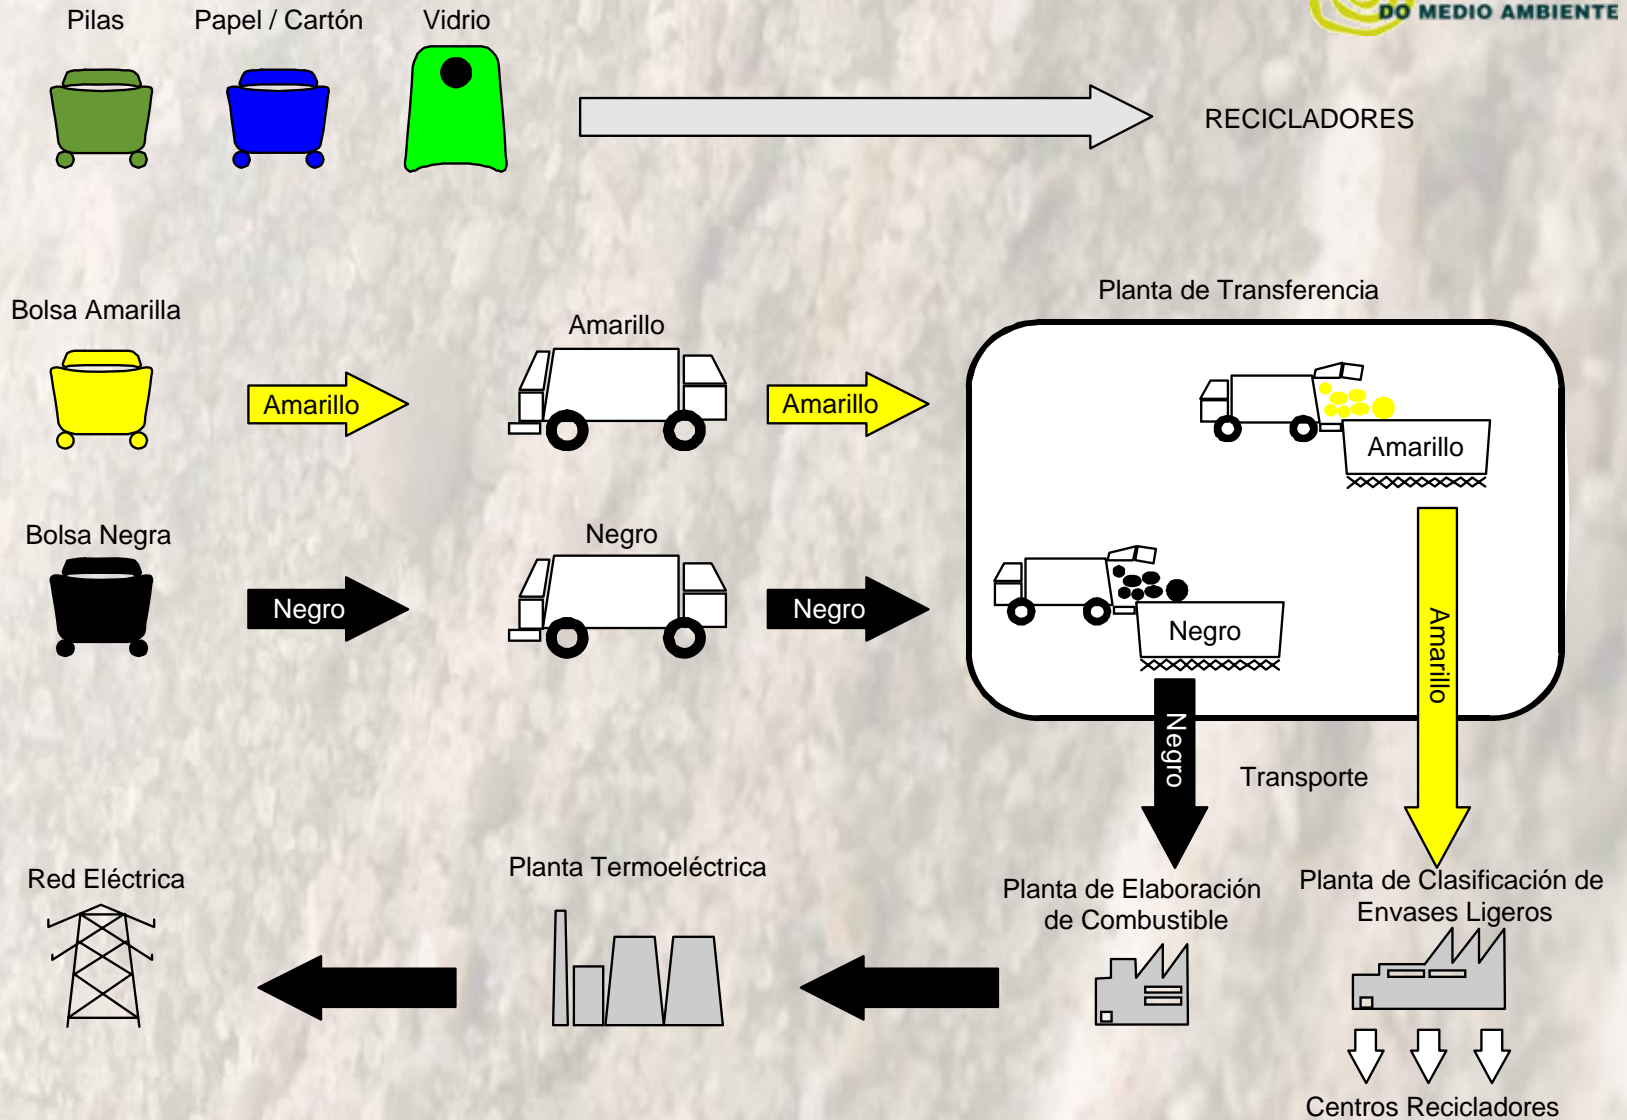 DO MEDIO AMBIENTE
Pilas
Papel / Cartón
Vidrio
RECICLADORES
Planta de Transferencia
Bolsa Amarilla
Amarillo
Amarillo
Amarillo
Amarillo
Bolsa Negra
Negro
Negro
Negro
Negro
Amarillo
Negro
Transporte
Red Eléctrica
Planta Termoeléctrica
Planta de Elaboración
de Combustible
Planta de Clasificación de
Envases Ligeros
Centros Recicladores